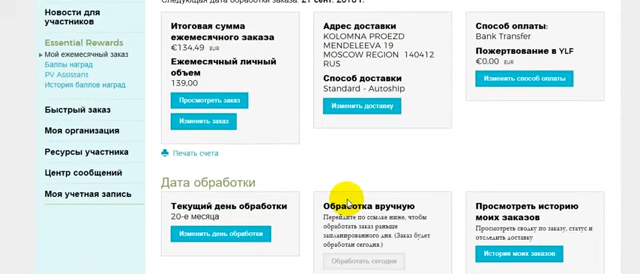 Новости для
участников
Essential Rewards
Мой ежемесячный заказ
Баллы наград
PV Assistant
История баллов наград
Быстрый заказ
Моя организация
Ресурсы участника
Центр сообщений
Моя учетная запись
Следующая дата обработки заказа:
Итоговая сумма
ежемесячного заказа
€134.49 EUR
Ежемесячный личный
объем
139.00
Просмотреть заказ
Изменить заказ
Адрес доставки
KOLOMNA PROEZD
MENDELEEVA 19
MOSCOW REGION 140412
RUS
Способ доставки
Standard - Autoship
Изменить доставку
Способ оплаты:
Bank Transfer
Пожертвование в YLF
€0.00 EUR
Изменить способ оплаты
Печать счета
Дата обработки
Текущий день обработки
20-е месяца
Изменить день обработки
Обработка вручную
Перейдите по ссылке ниже, чтобы
обработать заказ раньше
запланированного дня. (Заказ будет
обработан сегодня.)
Обработать сегодня
Просмотреть историю
моих заказов
Просмотреть сводку по заказу, статус и
отследить доставку
История моих заказов